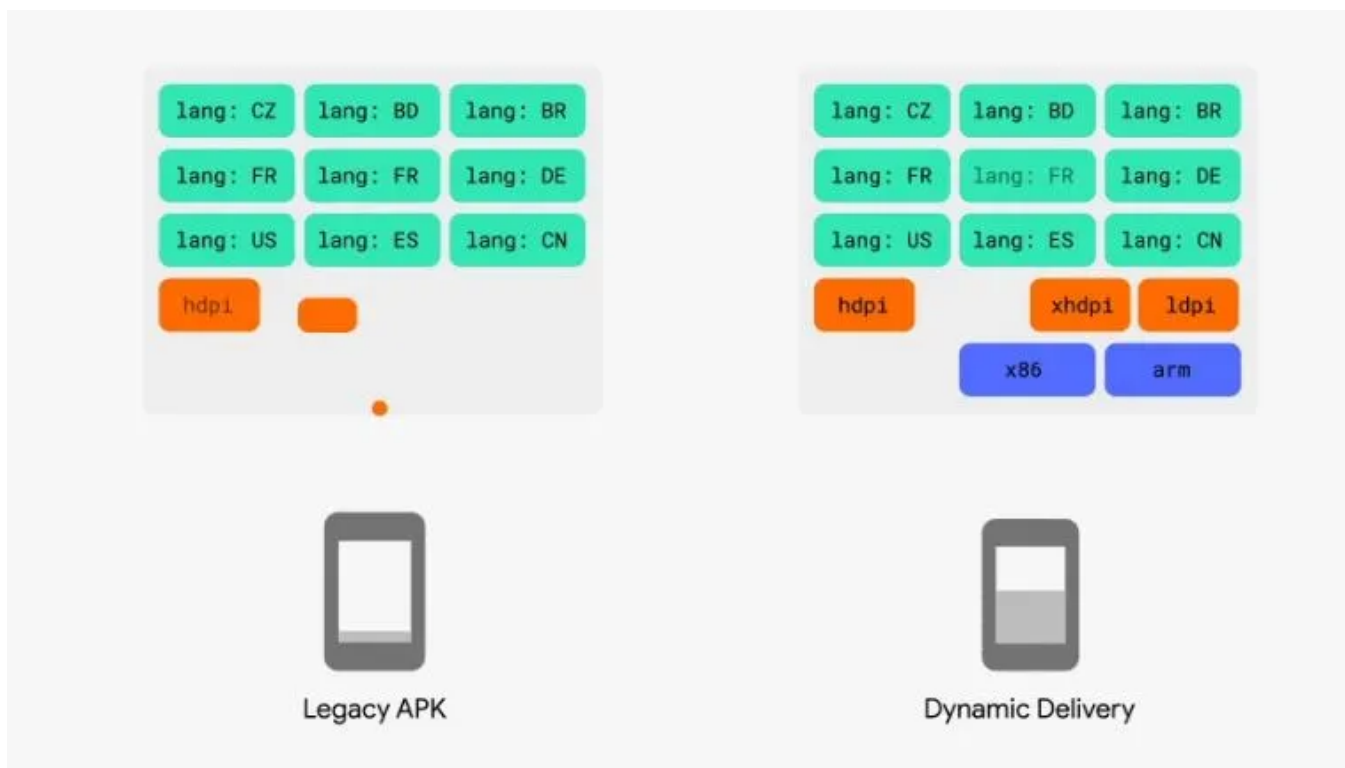 lang: CZ lang: BD lang: BR
lang: FR lang: FR lang: DE
lang: US lang: ES lang: CN
hdpi
Legacy APK
lang: CZ lang: BD lang: BR
lang: FR lang: FR lang: DE
lang: US lang: ES lang: CN
hdpi xhdpi ldpi
x86 arm
Dynamic Delivery